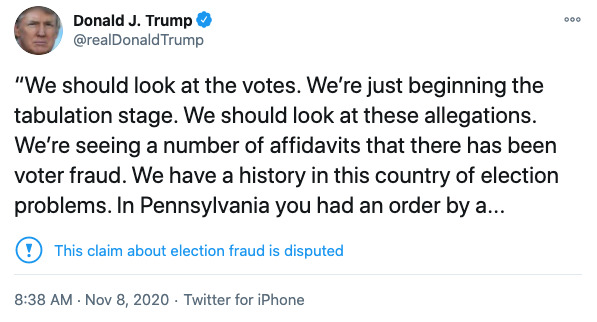 Donald J. Trump
@realDonaldTrump
“We should look at the votes. We’re just beginning the
tabulation stage. We should look at these allegations.
We’re seeing a number of affidavits that there has been
voter fraud. We have a history in this country of election
problems. In Pennsylvania you had an order by a...
This claim about election fraud is disputed
8:38 AM · Nov 8, 2020 · Twitter for iPhone